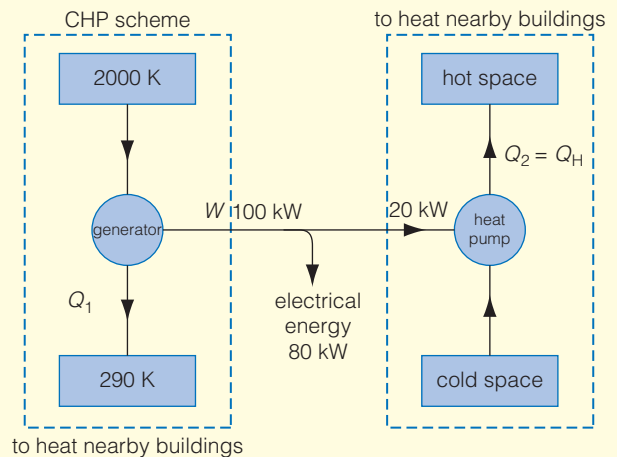 CHP scheme
2000 K
generator
Q1
290 K
to heat nearby buildings
W 100 kW
electrical
energy
80 kW
20 kW
to heat nearby buildings
hot space
Q2 = QH
heat
pump
cold space